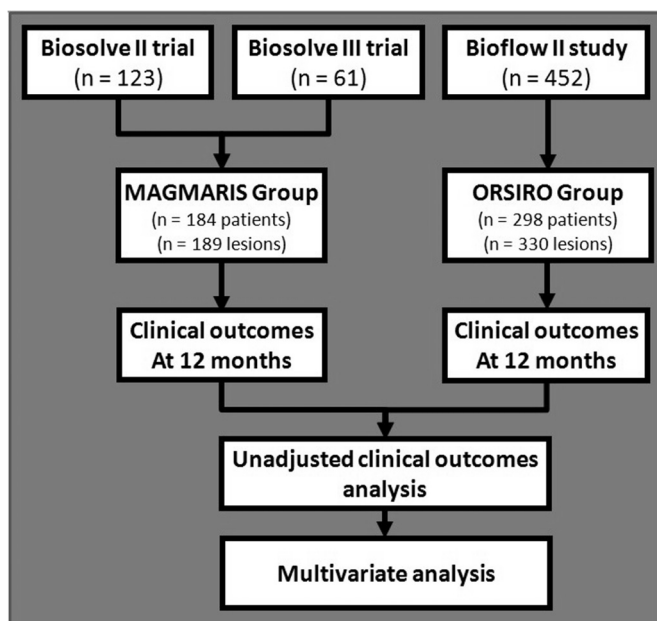 Biosolve II trial
(n = 123)
Biosolve III trial
(n = 61)
Bioflow II study
(n = 452)
MAGMARIS Group
(n = 184 patients)
(n = 189 lesions)
ORSIRO Group
(n = 298 patients)
(n = 330 lesions)
Clinical outcomes
At 12 months
Clinical outcomes
At 12 months
Unadjusted clinical outcomes
analysis
Multivariate analysis